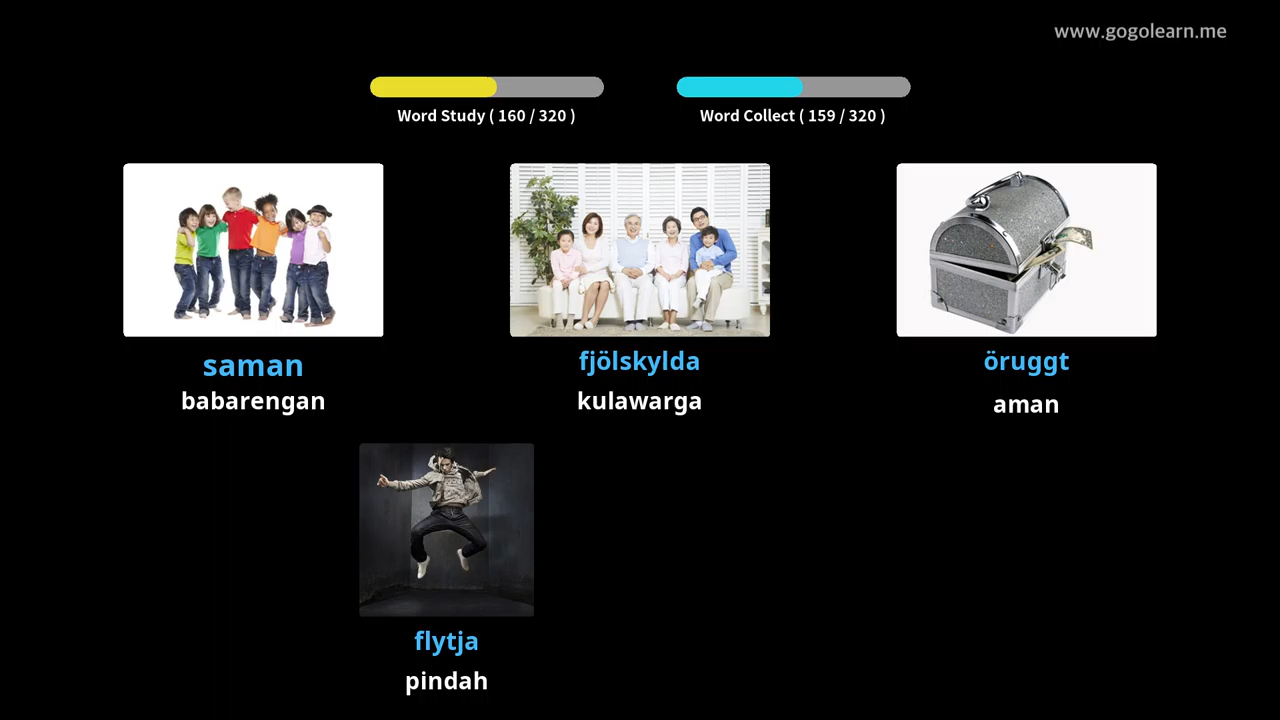 www.gogolearn.me
Word Study ( 160 / 320 )
Word Collect ( 159 / 320 )
saman
babarengan
fjölskylda
kulawarga
öruggt
aman
flytja
pindah